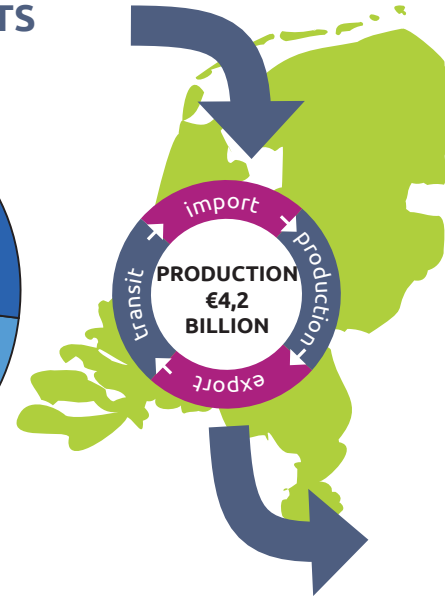 TS
import
production
PRODUCTION
€4,2
BILLION
transit
export